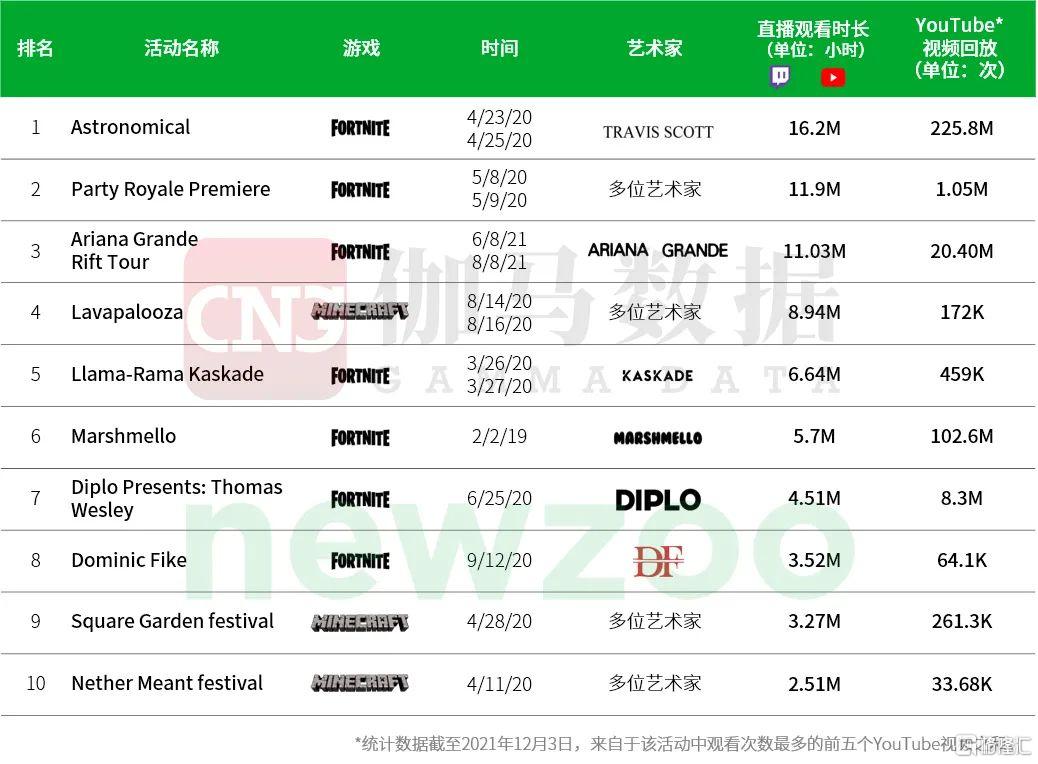 排名 活动名称 游戏 时间 艺术家 直播观看时长 (单位：小时) YouTube* 视频回放 (单位：次)
1 Astronomical FORTNITE 4/23/20 4/25/20 TRAVIS SCOTT 16.2M 225.8M
2 Party Royale Premiere FORTNITE 5/8/20 5/9/20 多位艺术家 11.9M 1.05M
3 Ariana Grande Rift Tour FORTNITE 6/8/21 8/8/21 ARIANA GRANDE 11.03M 20.40M
4 Lavapalooza MINECRAFT 8/14/20 8/16/20 多位艺术家 8.94M 172K
5 Llama-Rama Kaskade FORTNITE 3/26/20 3/27/20 KASKADE 6.64M 459K
6 Marshmello FORTNITE 2/2/19 MARSHMELLO 5.7M 102.6M
7 Diplo Presents: Thomas Wesley FORTNITE 6/25/20 DIPLO 4.51M 8.3M
8 Dominic Fike FORTNITE 9/12/20 DF 3.52M 64.1K
9 Square Garden festival MINECRAFT 4/28/20 多位艺术家 3.27M 261.3K
10 Nether Meant festival MINECRAFT 4/11/20 多位艺术家 2.51M 33.68K
*统计数据截至2021年12月3日，来自于该活动中观看次数最多的前五个YouTube视频之和。
CNG 伽马数据
GAMMA DATA
newzoo
格隆汇